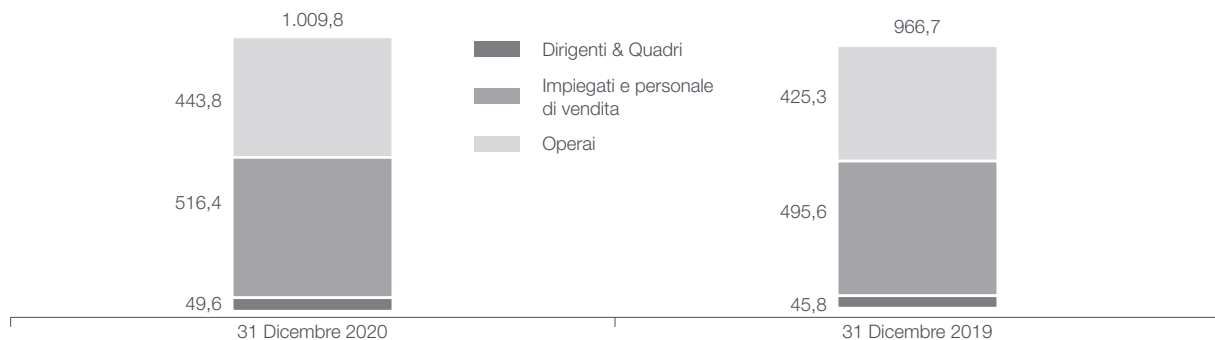 1.009,8
443,8
516,4
49,6
31 Dicembre 2020
Dirigenti & Quadri
Impiegati e personale
di vendita
Operai
966,7
425,3
495,6
45,8
31 Dicembre 2019